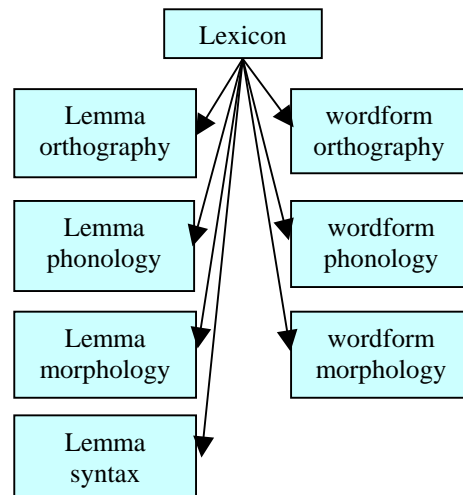 Lexicon
Lemma
orthography
wordform
orthography
Lemma
phonology
wordform
phonology
Lemma
morphology
wordform
morphology
Lemma
syntax